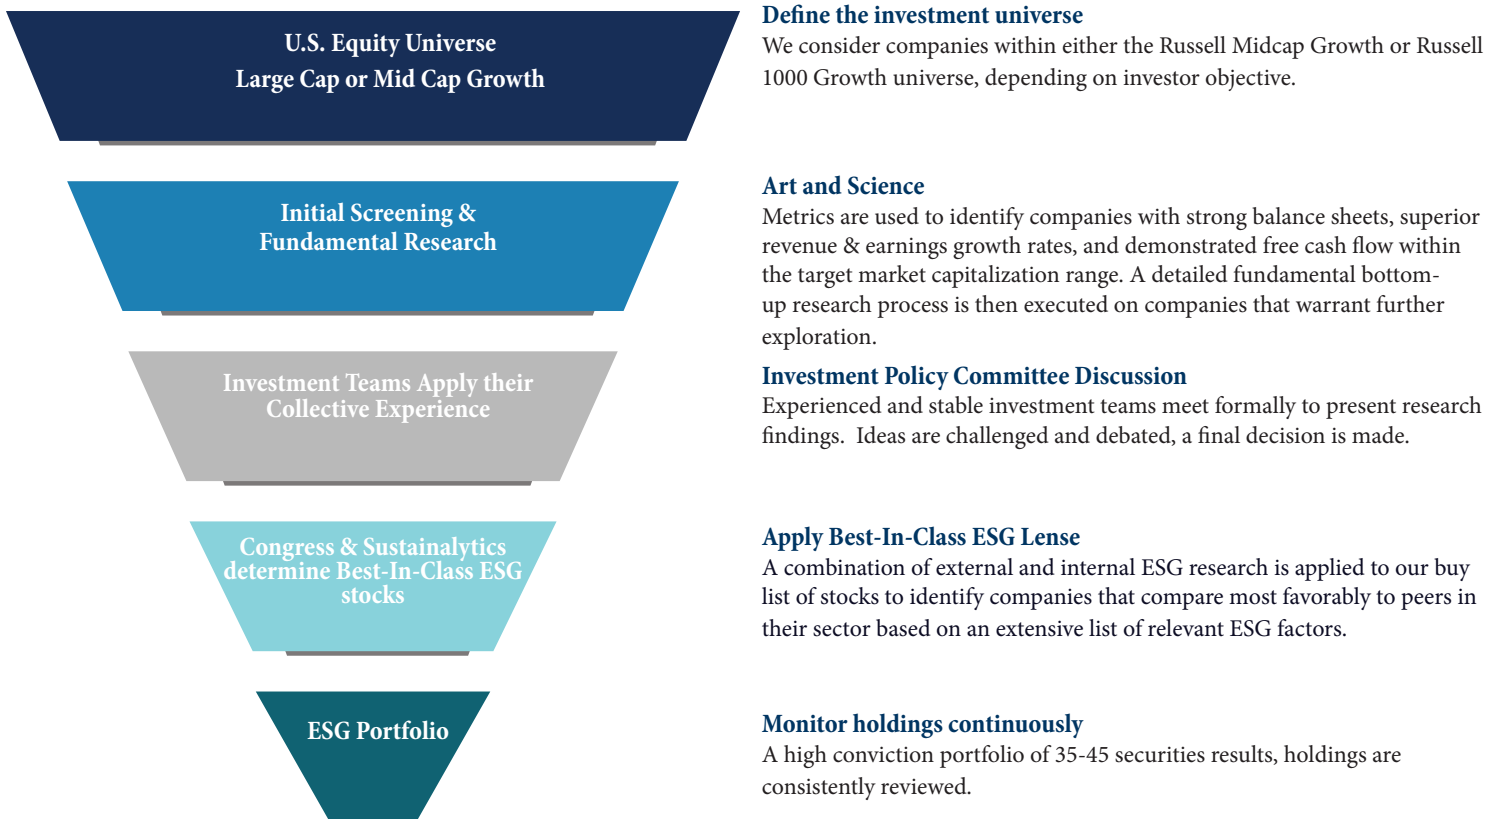 U.S. Equity Universe
Large Cap or Mid Cap Growth
Define the investment universe
We consider companies within either the Russell Midcap Growth or Russell
1000 Growth universe, depending on investor objective.
Initial Screening &
Fundamental Research
Art and Science
Metrics are used to identify companies with strong balance sheets, superior
revenue & earnings growth rates, and demonstrated free cash flow within
the target market capitalization range. A detailed fundamental bottom-
up research process is then executed on companies that warrant further
exploration.
Investment Teams Apply their
Collective Experience
Investment Policy Committee Discussion
Experienced and stable investment teams meet formally to present research
findings.  Ideas are challenged and debated, a final decision is made.
Congress & Sustainalytics
determine Best-In-Class ESG
stocks
Apply Best-In-Class ESG Lense
A combination of external and internal ESG research is applied to our buy
list of stocks to identify companies that compare most favorably to peers in
their sector based on an extensive list of relevant ESG factors.
ESG Portfolio
Monitor holdings continuously
A high conviction portfolio of 35-45 securities results, holdings are
consistently reviewed.